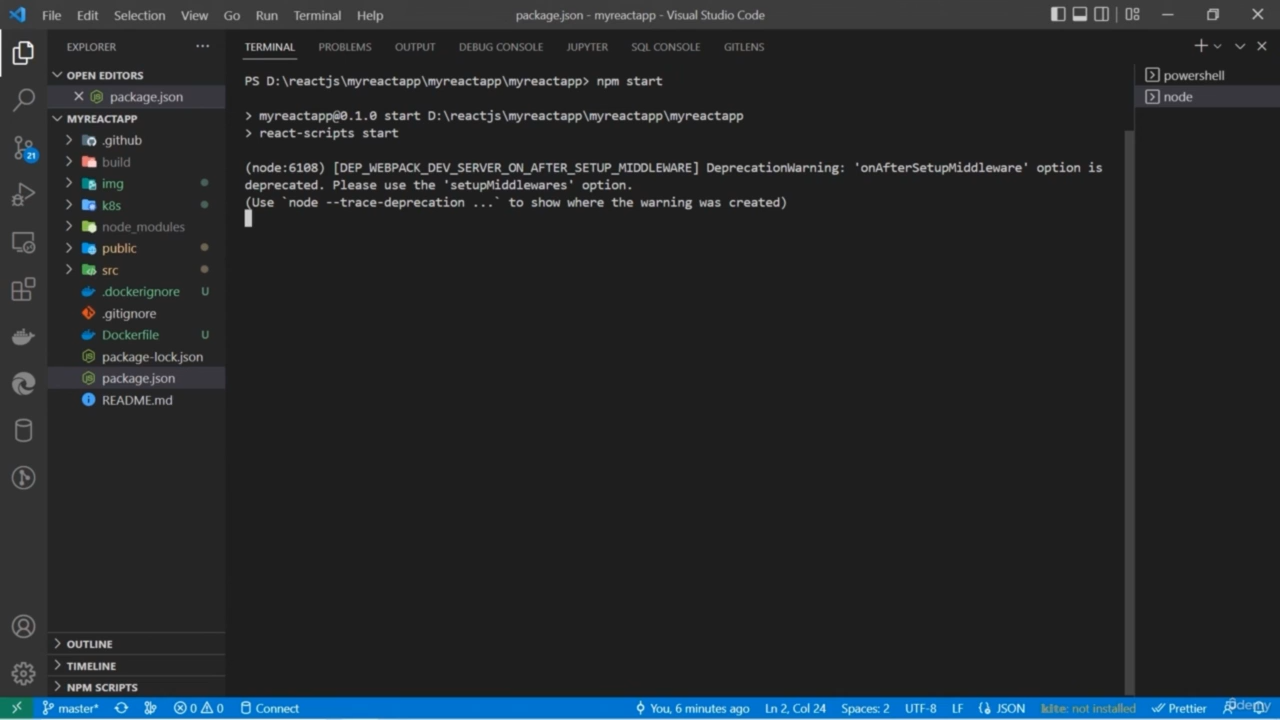 File Edit Selection View Go Run Terminal Help package.json - myreactapp - Visual Studio Code
EXPLORER
OPEN EDITORS
package.json
MYREACTAPP
.github
build
img
k8s
node_modules
public
src
.dockerignore U
.gitignore
Dockerfile U
package-lock.json
package.json
README.md
OUTLINE
TIMELINE
NPM SCRIPTS
21
TERMINAL PROBLEMS OUTPUT DEBUG CONSOLE JUPYTER SQL CONSOLE GITLENS
PS D:\reactjs\myreactapp\myreactapp\myreactapp> npm start
> myreactapp@0.1.0 start D:\reactjs\myreactapp\myreactapp\myreactapp
> react-scripts start
(node:6108) [DEP_WEBPACK_DEV_SERVER_ON_AFTER_SETUP_MIDDLEWARE] DeprecationWarning: 'onAfterSetupMiddleware' option is
deprecated. Please use the 'setupMiddlewares' option.
(Use `node --trace-deprecation ...` to show where the warning was created)
powershell
node
master* 0 0 Connect You, 6 minutes ago Ln 2, Col 24 Spaces: 2 UTF-8 LF JSON kite: not installed Prettier
Udemy